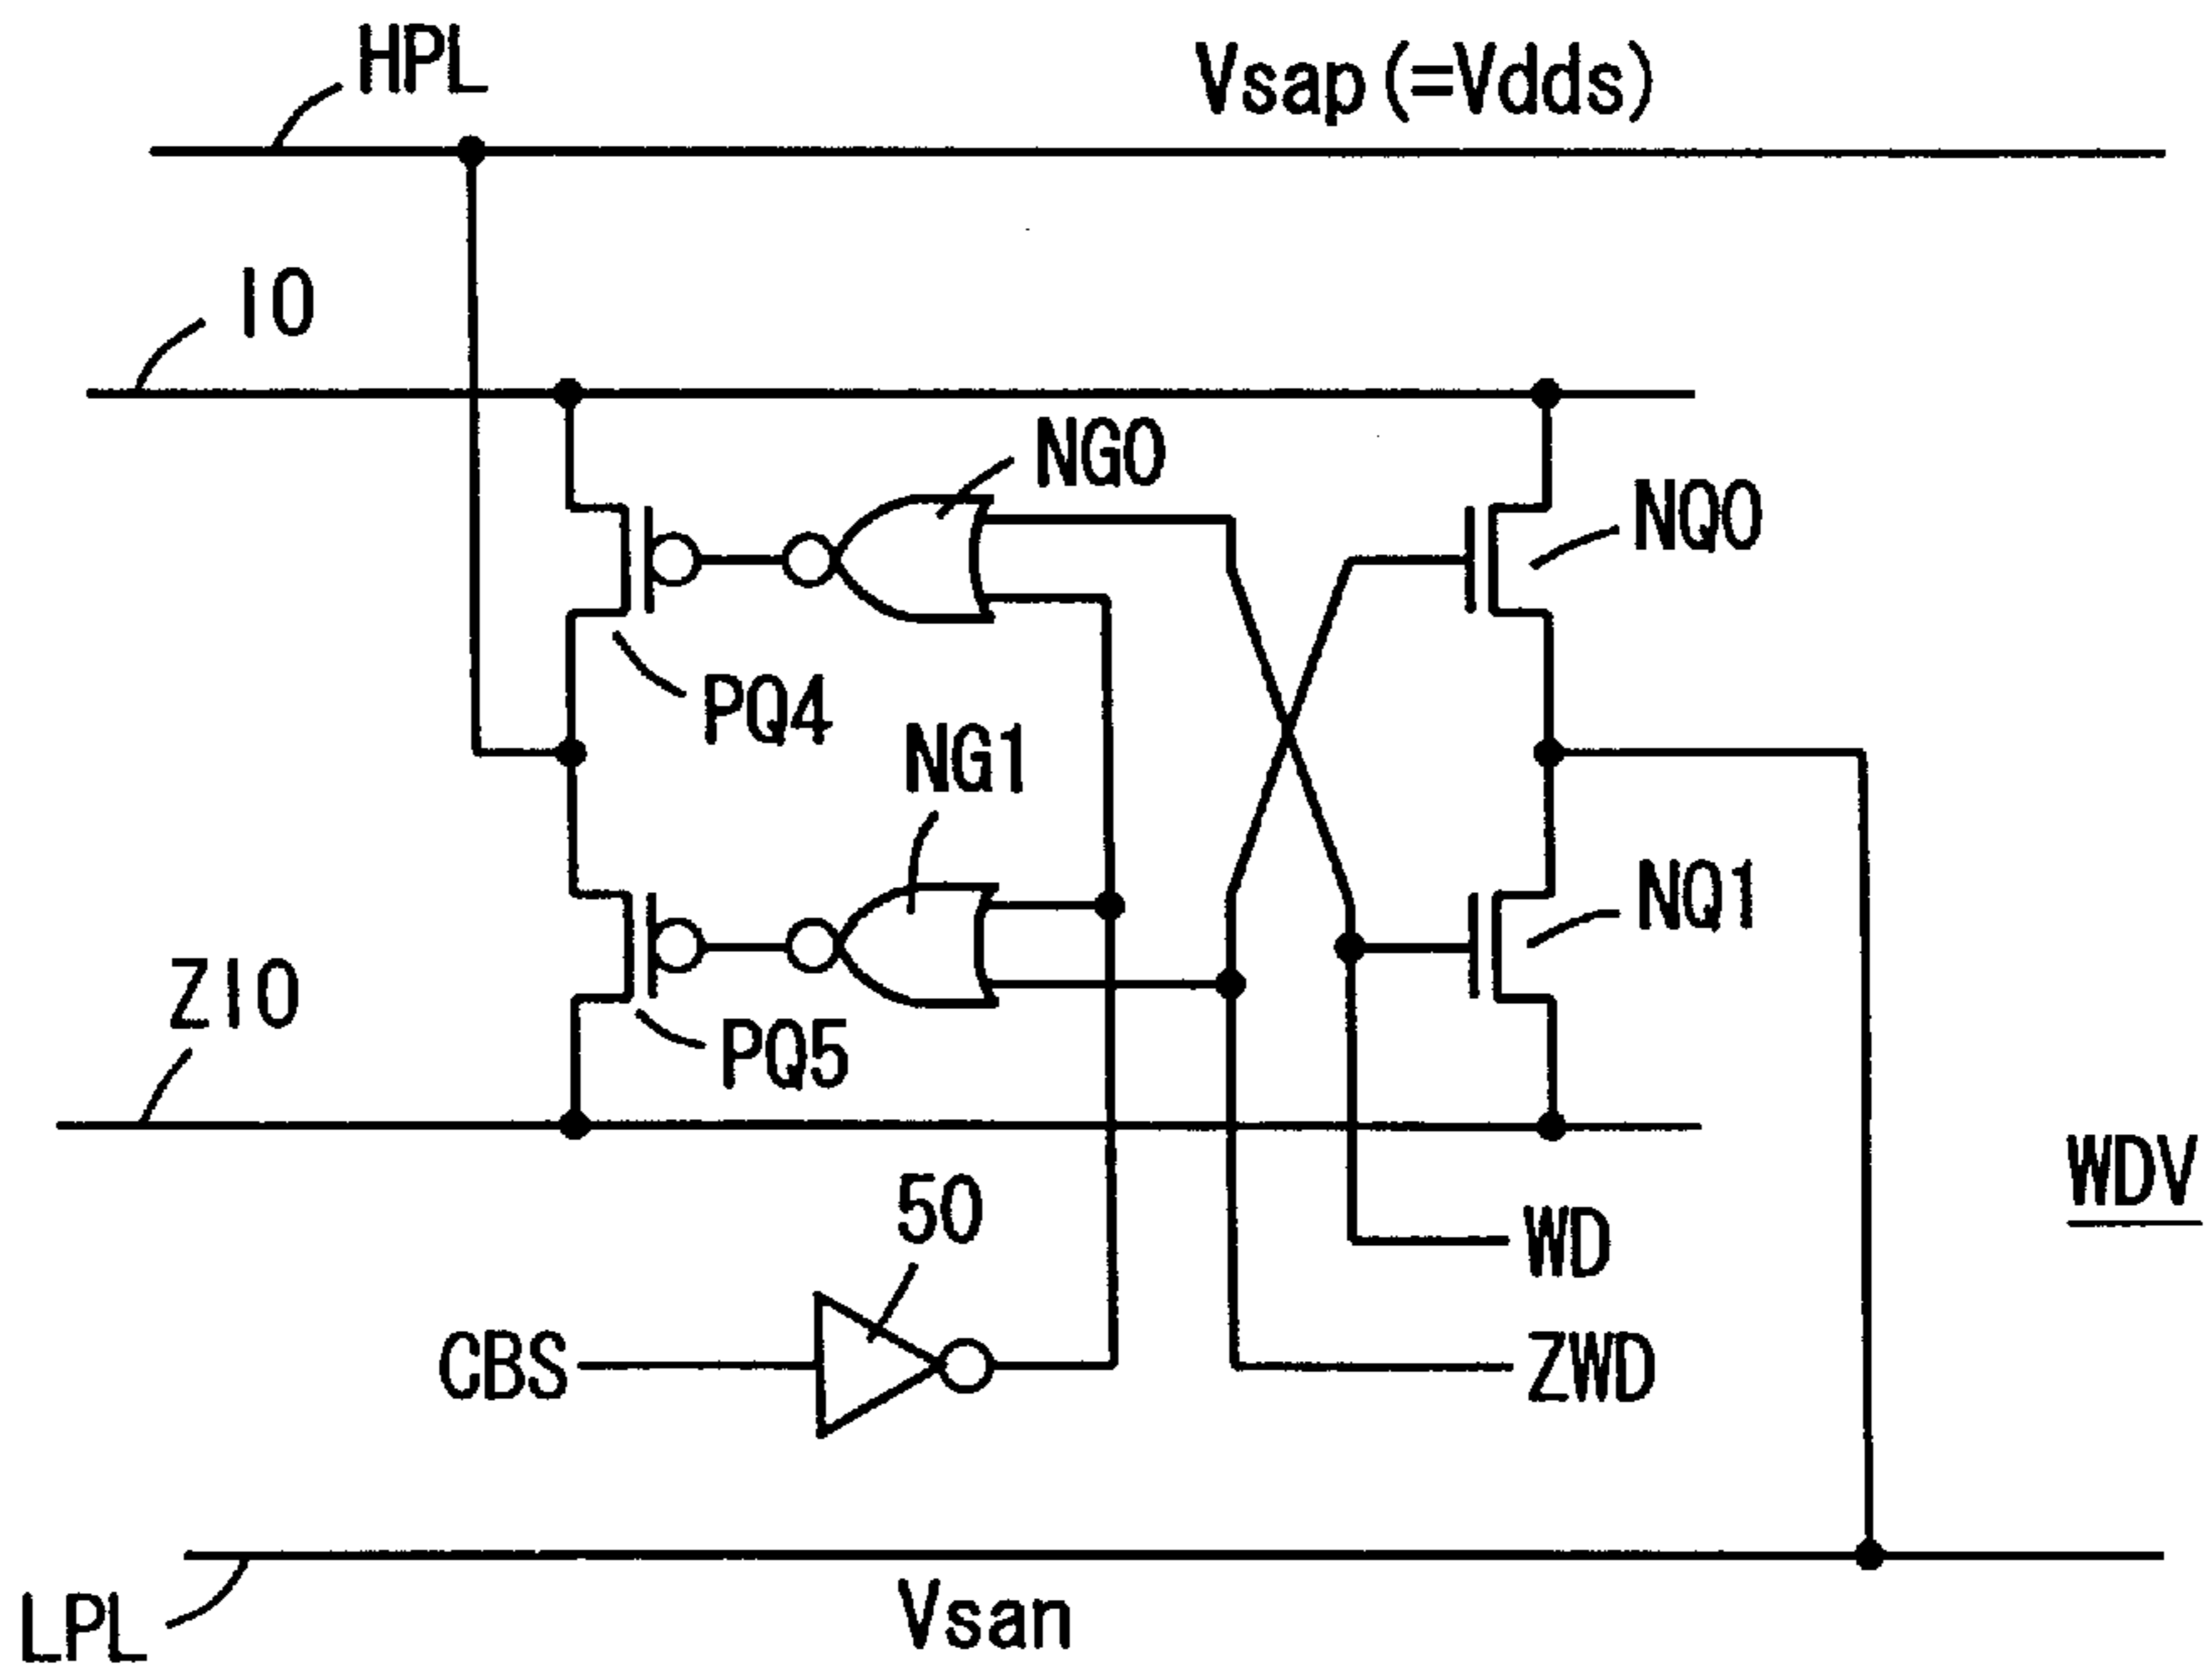 HPL
Vsap(=Vdds)
IO
NG0
NQ0
PQ4
NG1
NQ1
ZIO
PQ5
WDV
50
WD
CBS
ZWD
Vsan
LPL